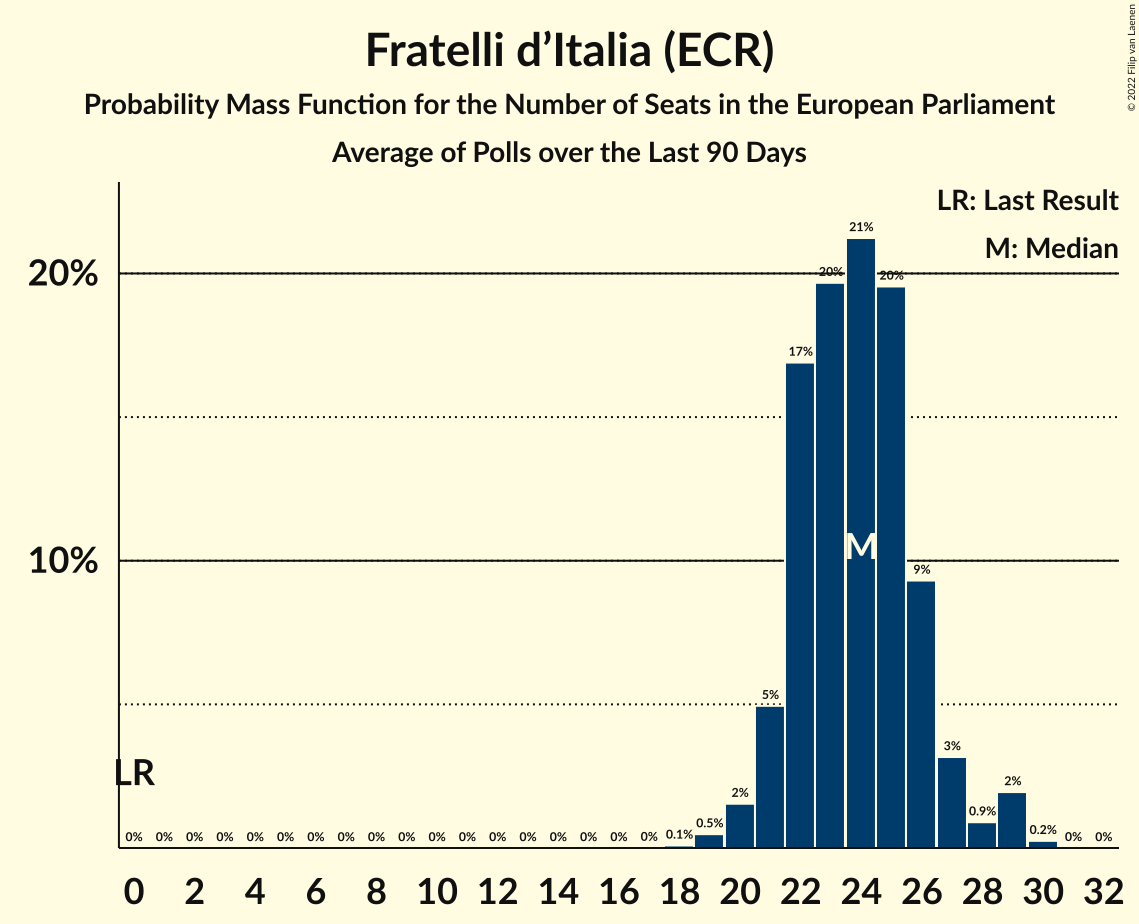 Fratelli d’Italia (ECR)
Probability Mass Function for the Number of Seats in the European Parliament
Average of Polls over the Last 90 Days
© 2022 Filip van Laenen
LR: Last Result
M: Median
20%
10%
LR
M
0% 0% 0% 0% 0% 0% 0% 0% 0% 0% 0% 0% 0% 0% 0% 0% 0% 0% 0.1% 0.5% 2% 5% 17% 20% 21% 20% 9% 3% 0.9% 2% 0.2% 0% 0%
0 2 4 6 8 10 12 14 16 18 20 22 24 26 28 30 32